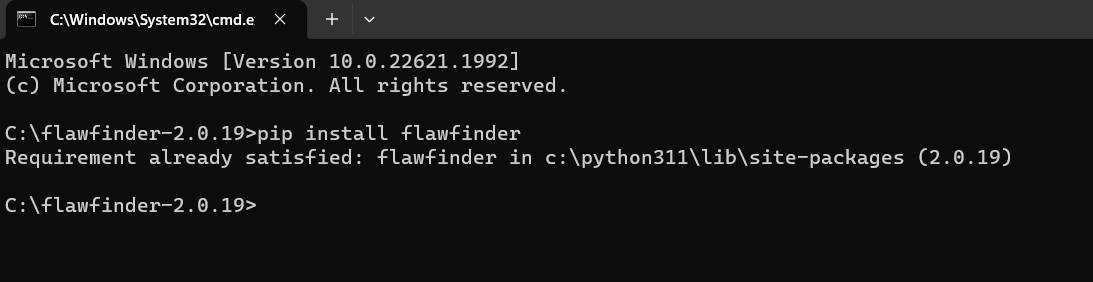 C:\Windows\System32\cmd.e
Microsoft Windows [Version 10.0.22621.1992]
(c) Microsoft Corporation. All rights reserved.
C:\flawfinder-2.0.19>pip install flawfinder
Requirement already satisfied: flawfinder in c:\python311\lib\site-packages (2.0.19)
C:\flawfinder-2.0.19>